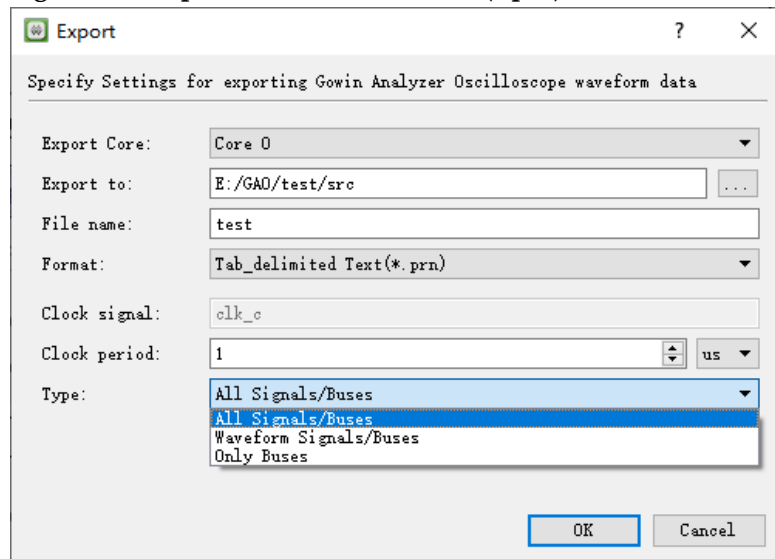 Export ?
Specify Settings for exporting Gowin Analyzer Oscilloscope waveform data
Export Core: Core 0
Export to: E:/GAO/test/src ...
File name: test
Format: Tab_delimited Text(*.prn)
Clock signal: clk_c
Clock period: 1 us
Type: All Signals/Buses
All Signals/Buses
Waveform Signals/Buses
Only Buses
OK Cancel